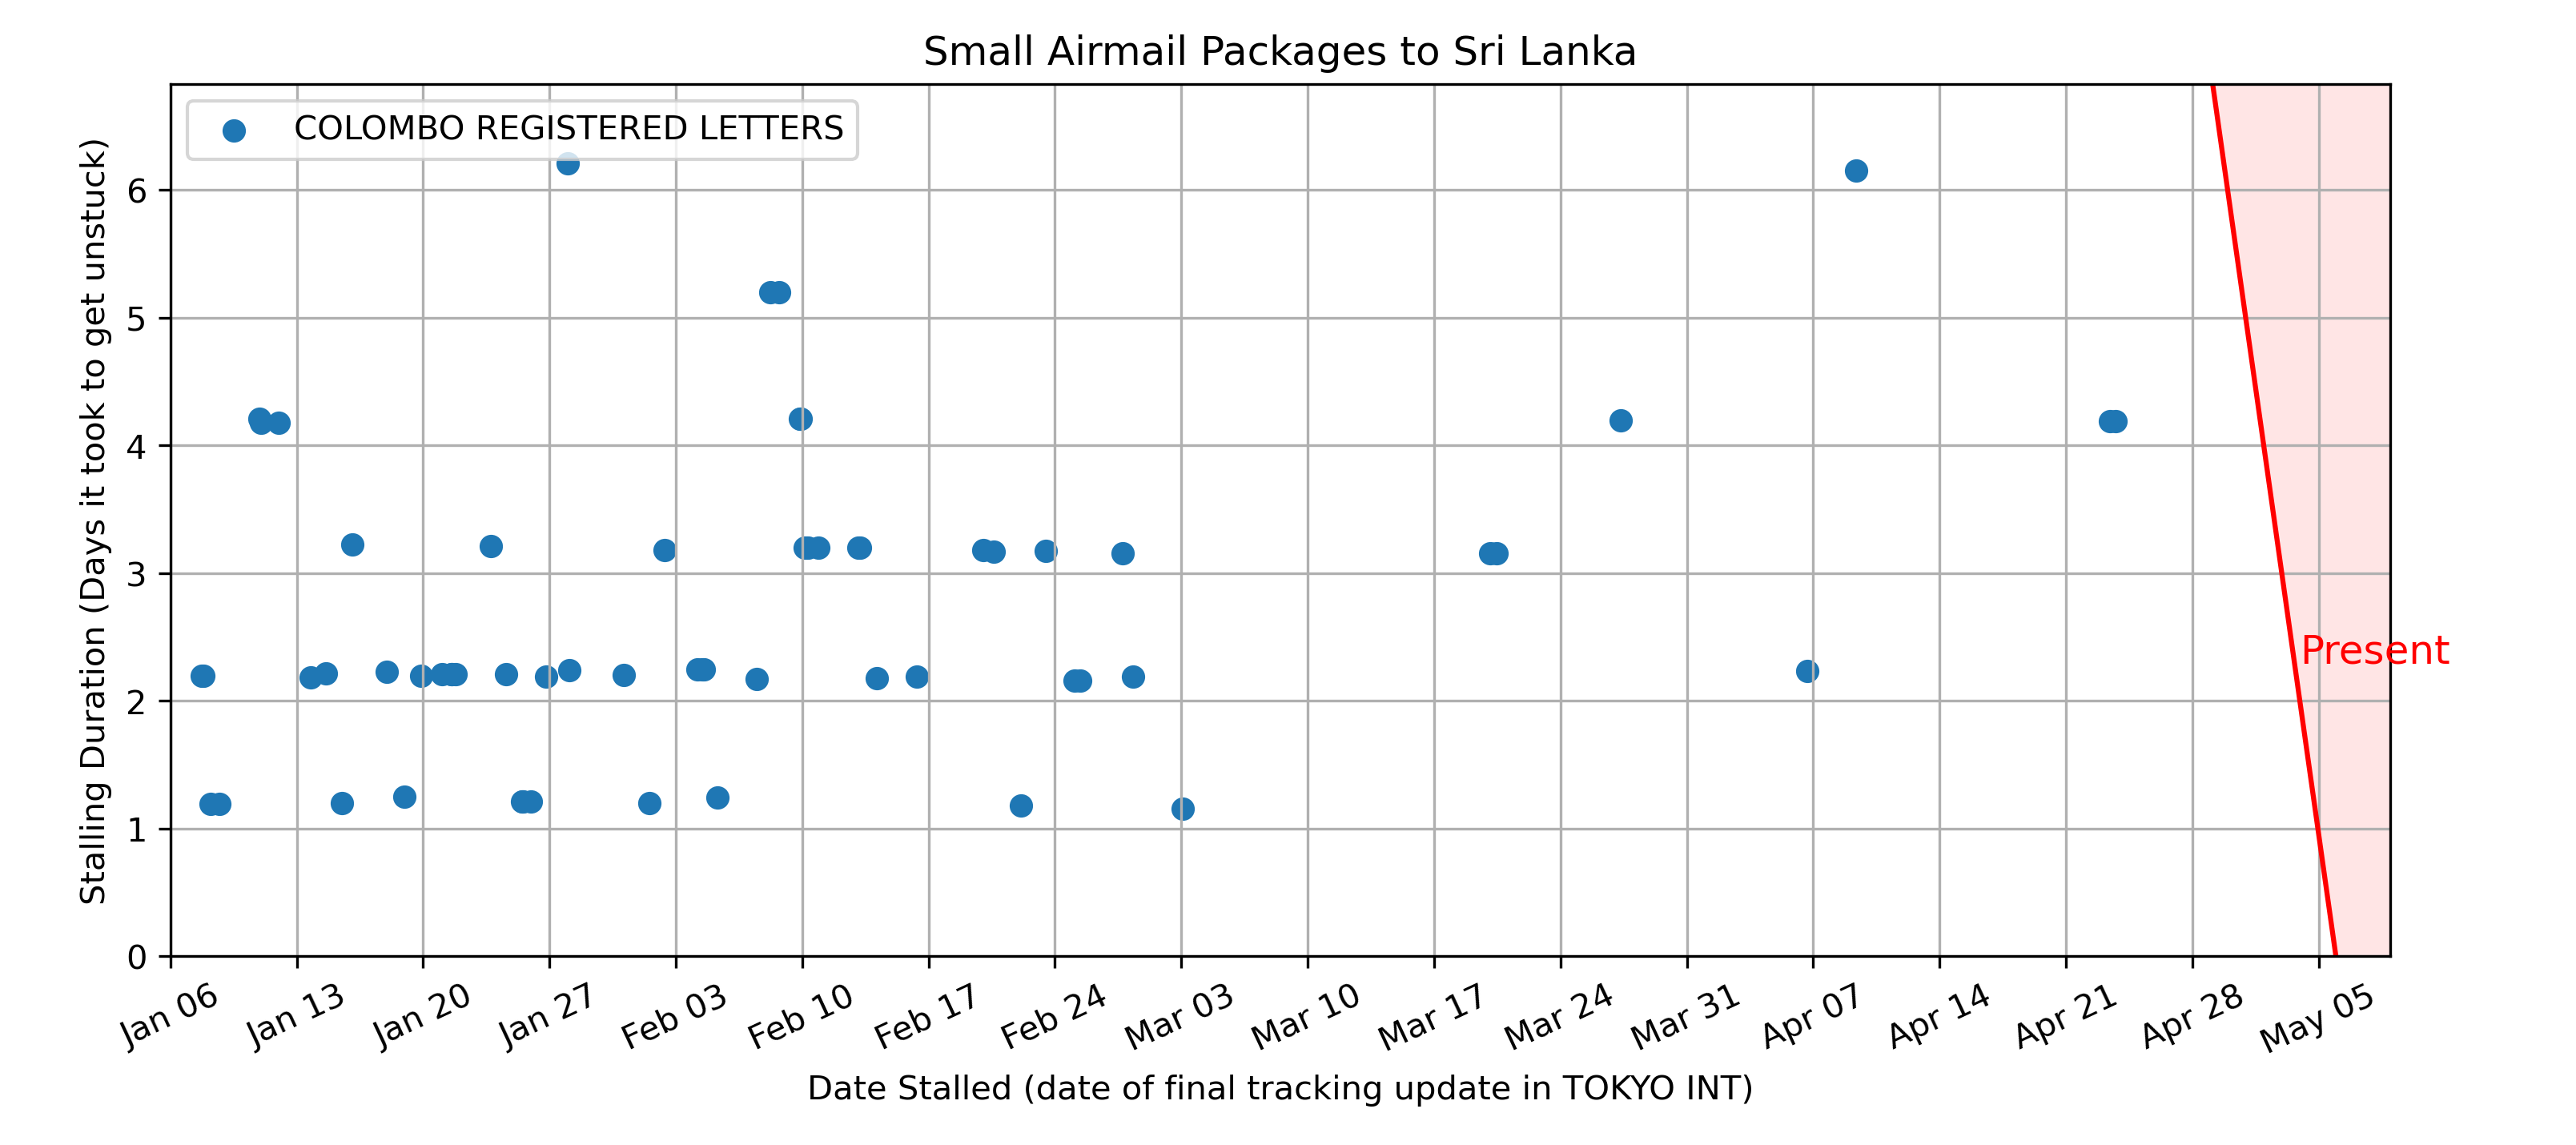 Small Airmail Packages to Sri Lanka
COLOMBO REGISTERED LETTERS
Stalling Duration (Days it took to get unstuck)
6
5
4
3
2
1
0
Present
Jan 06
Jan 13
Jan 20
Jan 27
Feb 03
Feb 10
Feb 17
Feb 24
Mar 03
Mar 10
Mar 17
Mar 24
Mar 31
Apr 07
Apr 14
Apr 21
Apr 28
May 05
Date Stalled (date of final tracking update in TOKYO INT)